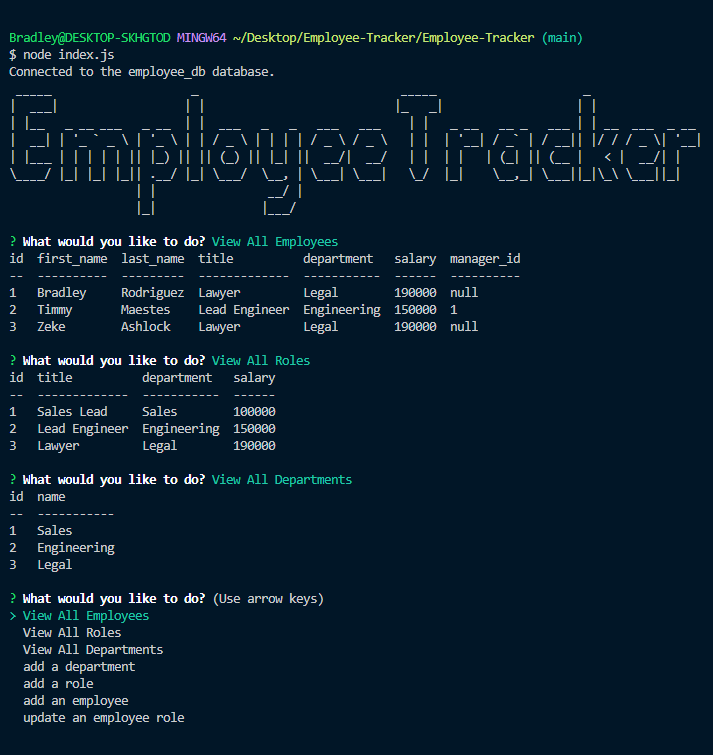 Bradley@DESKTOP-SKHGTOD MINGW64 ~/Desktop/Employee-Tracker/Employee-Tracker (main)
$ node index.js
Connected to the employee_db database.
Employee Tracker
? What would you like to do? View All Employees
id  first_name  last_name  title          department   salary  manager_id
--  ----------  ---------  -------------  -----------  ------  ----------
1   Bradley     Rodriguez  Lawyer         Legal        190000  null
2   Timmy       Maestes    Lead Engineer  Engineering  150000  1
3   Zeke        Ashlock    Lawyer         Legal        190000  null
? What would you like to do? View All Roles
id  title          department   salary
--  -------------  -----------  ------
1   Sales Lead     Sales        100000
2   Lead Engineer  Engineering  150000
3   Lawyer         Legal        190000
? What would you like to do? View All Departments
id  name
--  -----------
1   Sales
2   Engineering
3   Legal
? What would you like to do? (Use arrow keys)
> View All Employees
  View All Roles
  View All Departments
  add a department
  add a role
  add an employee
  update an employee role